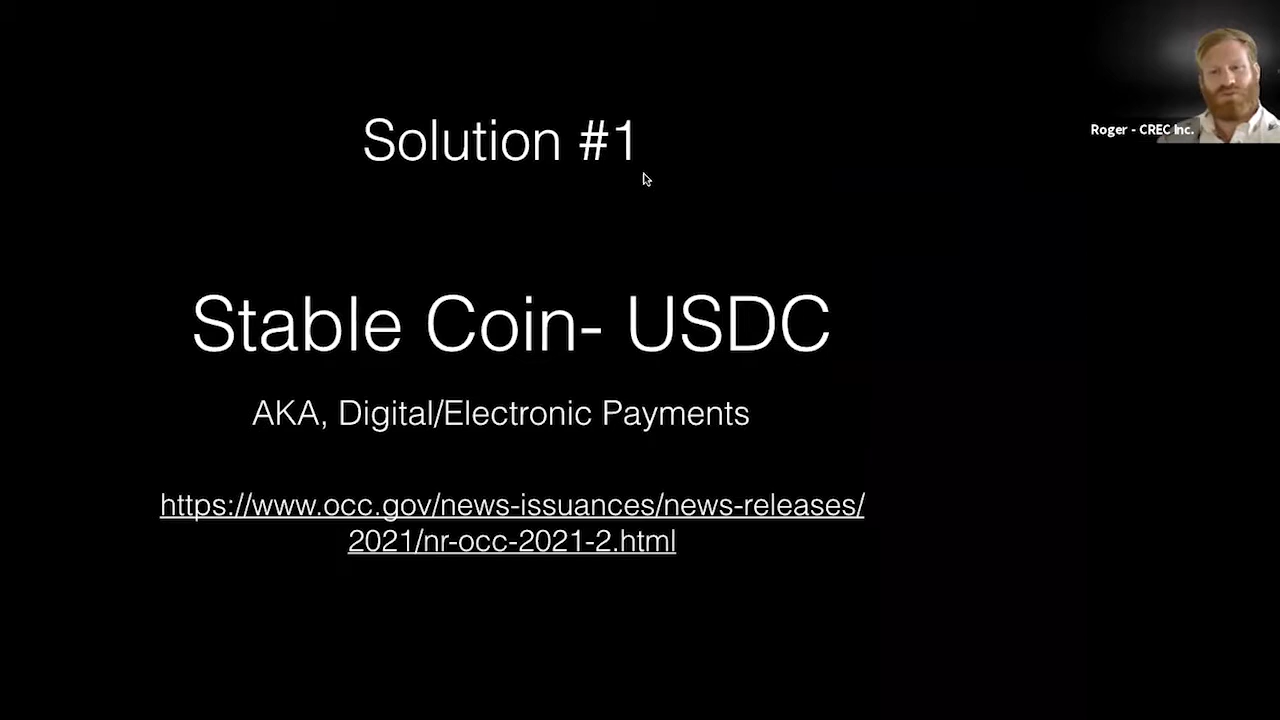 Solution #1
Roger - CREC Inc.
Stable Coin- USDC
AKA, Digital/Electronic Payments
https://www.occ.gov/news-issuances/news-releases/
2021/nr-occ-2021-2.html